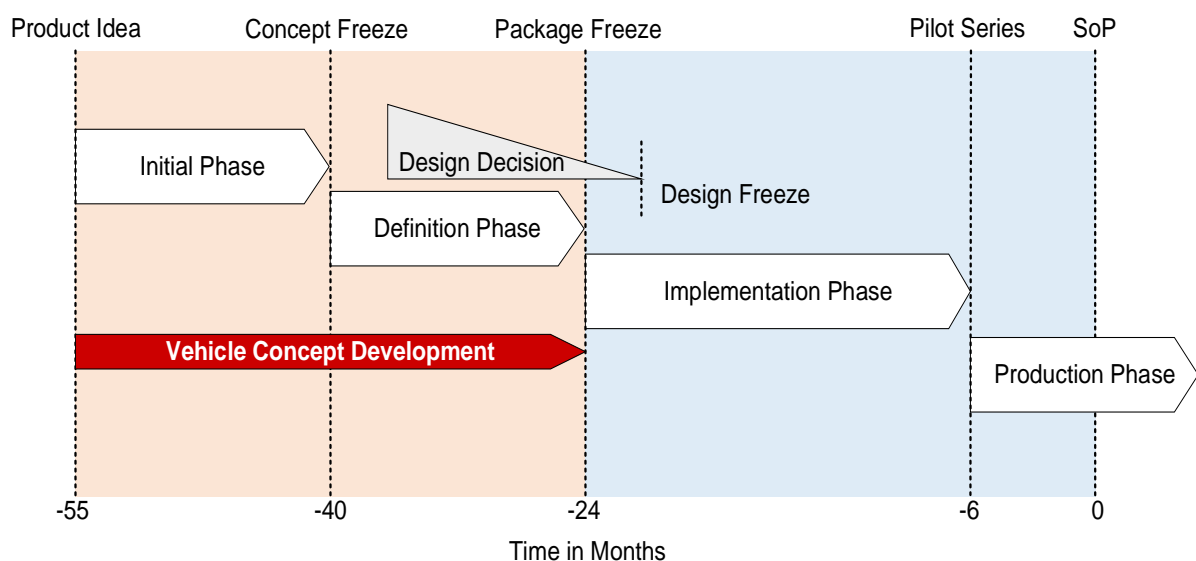 Product Idea
Concept Freeze
Package Freeze
Pilot Series
SoP
Initial Phase
Design Decision
Design Freeze
Definition Phase
Implementation Phase
Vehicle Concept Development
Production Phase
-55
-40
-24
-6
0
Time in Months